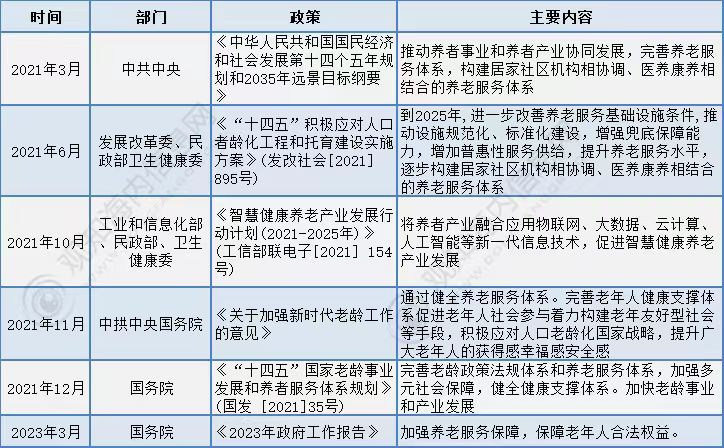 时间 部门 政策 主要内容
2021年3月 中共中央 《中华人民共和国国民经济
和社会发展第十四个五年规
划和2035年远景目标纲要》
推动养者事业和养者产业协同发展，完善养老服
务体系，构建居家社区机构相协调、医养康养相
结合的养老服务体系
2021年6月 发展改革委、民
政部卫生健康委
《“十四五”积极应对人口
者龄化工程和托育建设实施
方案》(发改社会[2021]
895号)
到2025年,进一步改善养老服务基础设施条件,推
动设施规范化、标准化建设，增强兜底保障能
力，增加普惠性服务供给，提升养老服务水平，
逐步构建居家社区机构相协调、医养康养相结合
的养老服务体系
2021年10月 工业和信息化部
、民政部、卫生
健康委
《智慧健康养老产业发展行
动计划(2021-2025年)》
(工信部联电子[2021] 154
号)
将养者产业融合应用物联网、大数据、云计算、
人工智能等新一代信息技术，促进智慧健康养老
产业发展
2021年11月 中拱中央国务院 《关于加强新时代老龄工作
的意见》
通过健全养老服务体系。完善老年人健康支撑体
系促进老年人社会参与着力构建老年友好型社会
等手段，积极应对人口老龄化国家战略，提升广
大老年人的获得感幸福感安全感
2021年12月 国务院 《“十四五”国家老龄事业
发展和养者服务体系规划》
(国发 [2021]35号)
完善老龄政策法规体系和养老服务体系，加强多
元社会保障，健全健康支撑体系。加快老龄事业
和产业发展
2023年3月 国务院 《2023年政府工作报告》 加强养老服务保障，保障老年人合法权益。